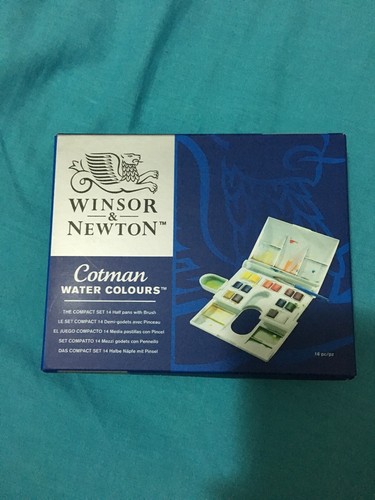 WINSOR
&
NEWTON™
Cotman
WATER COLOURS™
THE COMPACT SET 14 Half pans with Brush
LE SET COMPACT 14 Demi-godets avec Pinceau
EL JUEGO COMPACTO 14 Media pastillas con Pincel
SET COMPATTO 14 Mezzi godets con Pennello
DAS COMPACT SET 14 Halbe Näpfe mit Pinsel